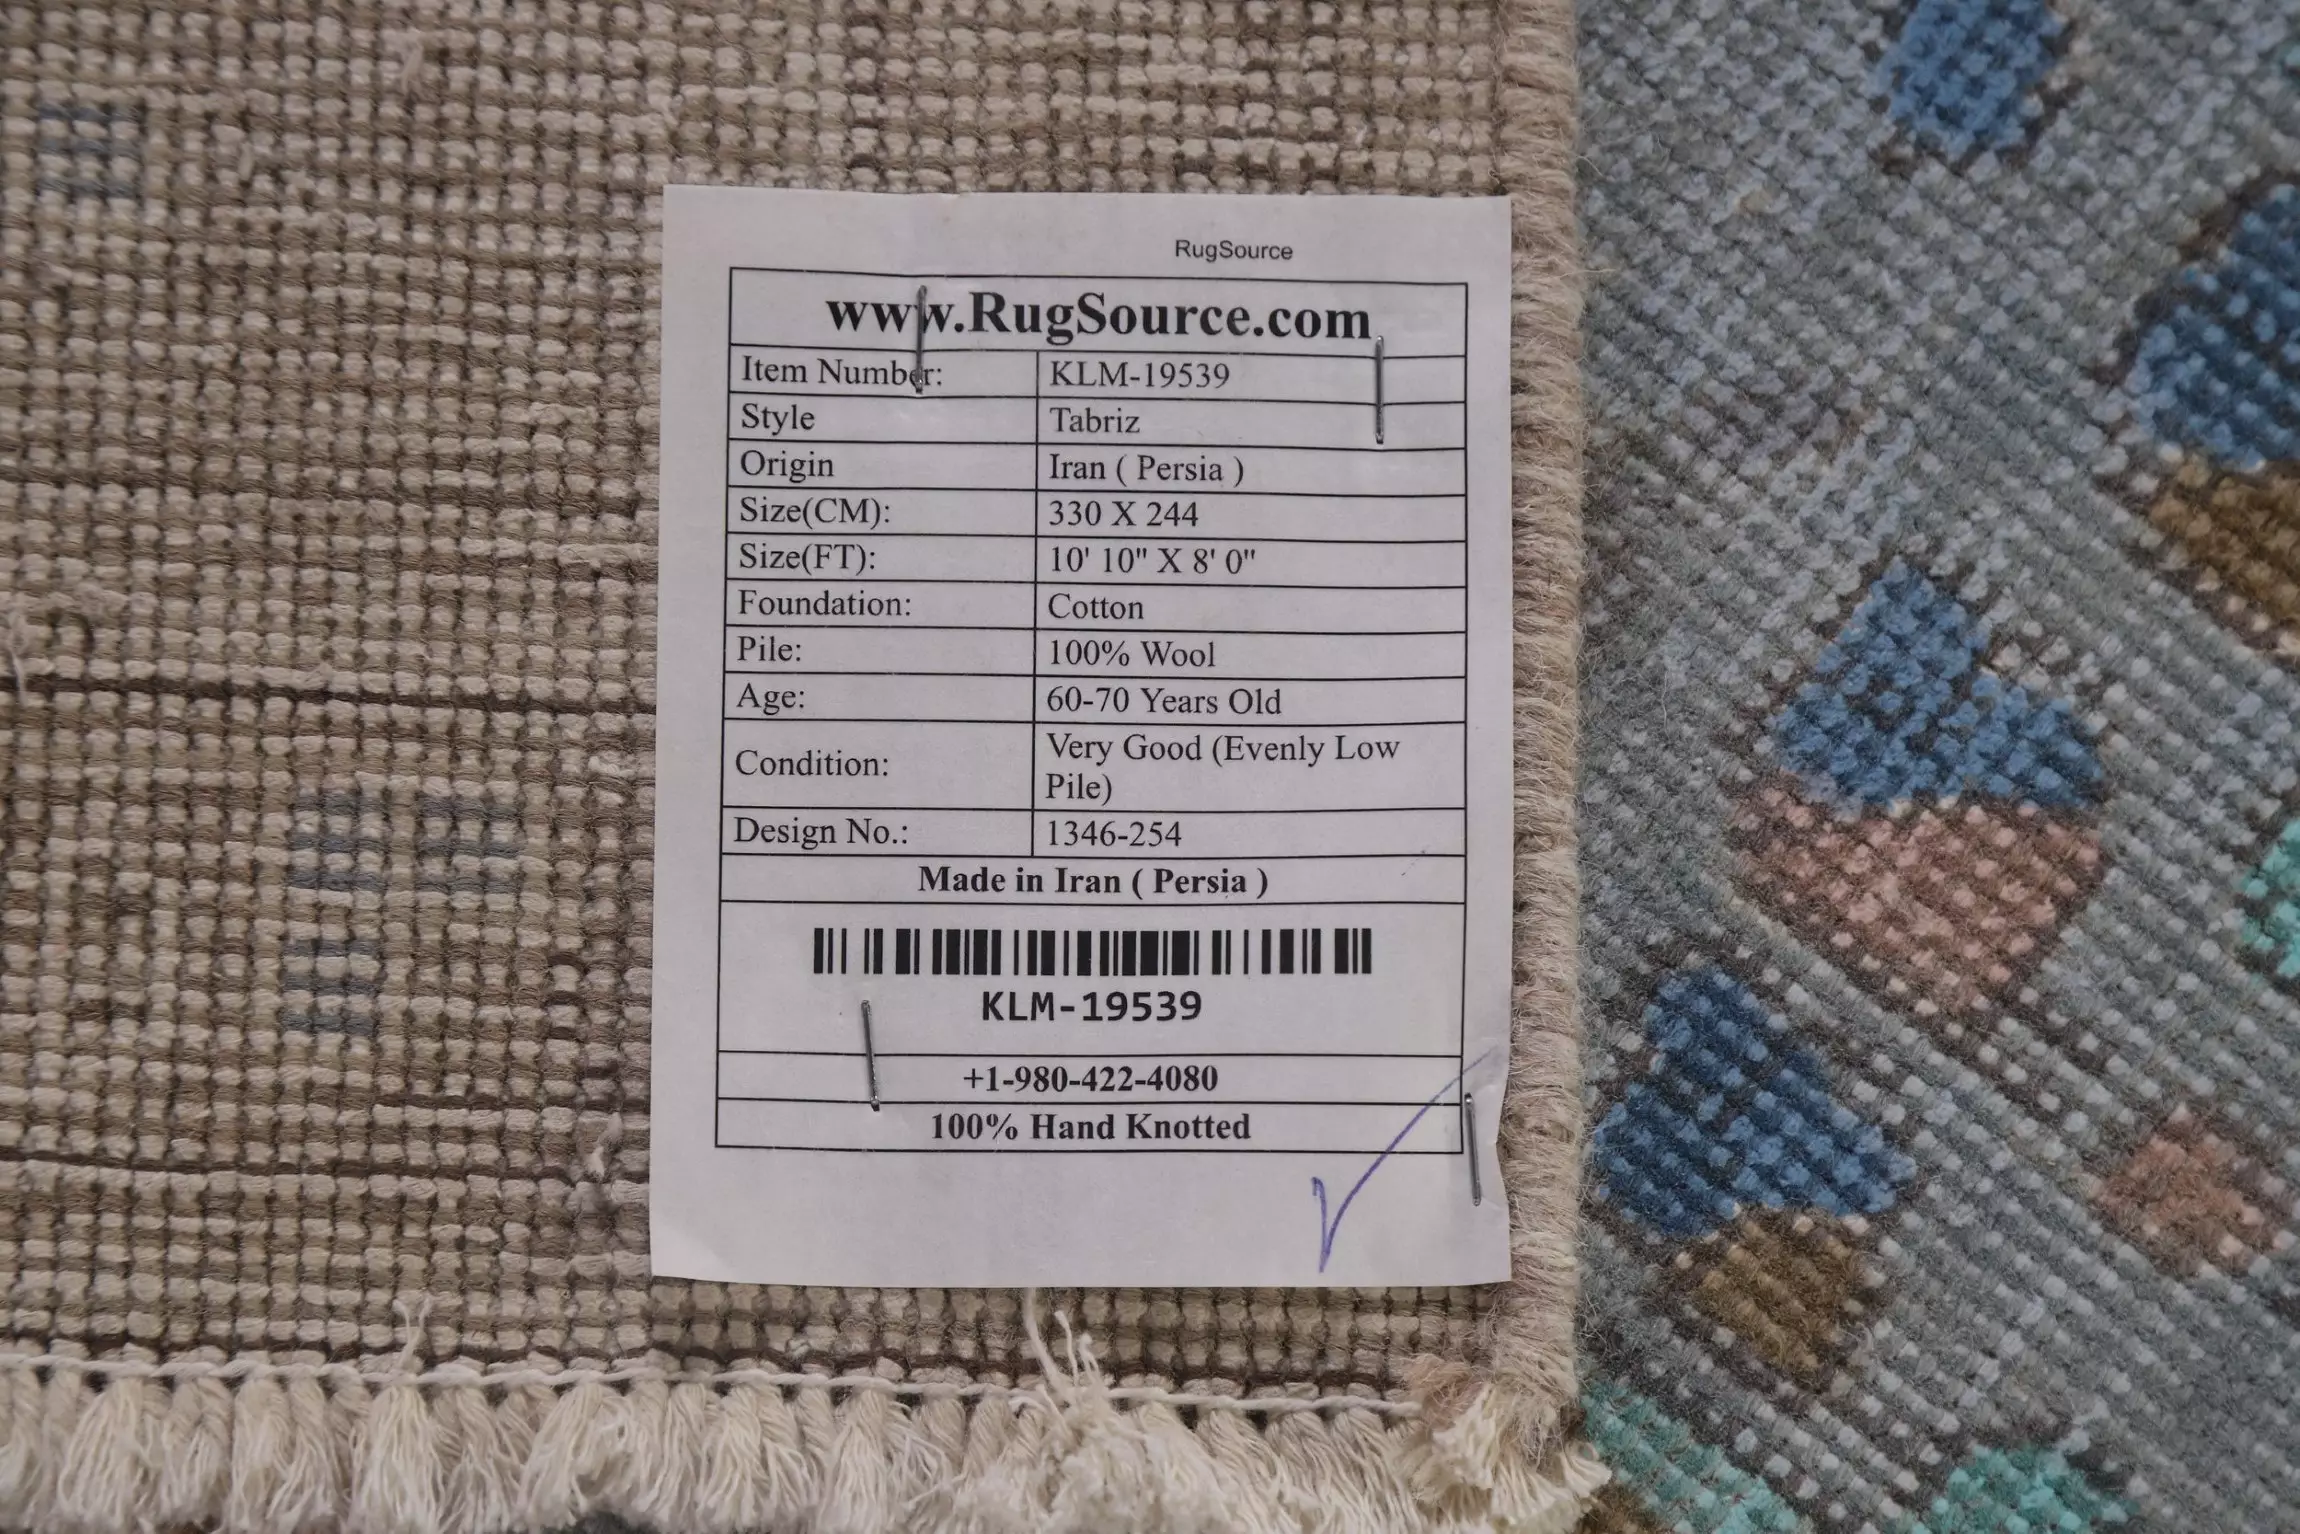 RugSource
www.RugSource.com
Item Number: KLM-19539
Style Tabriz
Origin Iran ( Persia )
Size(CM): 330 X 244
Size(FT): 10' 10" X 8' 0"
Foundation: Cotton
Pile: 100% Wool
Age: 60-70 Years Old
Condition: Very Good (Evenly Low
Pile)
Design No.: 1346-254
Made in Iran ( Persia )
KLM-19539
+1-980-422-4080
100% Hand Knotted